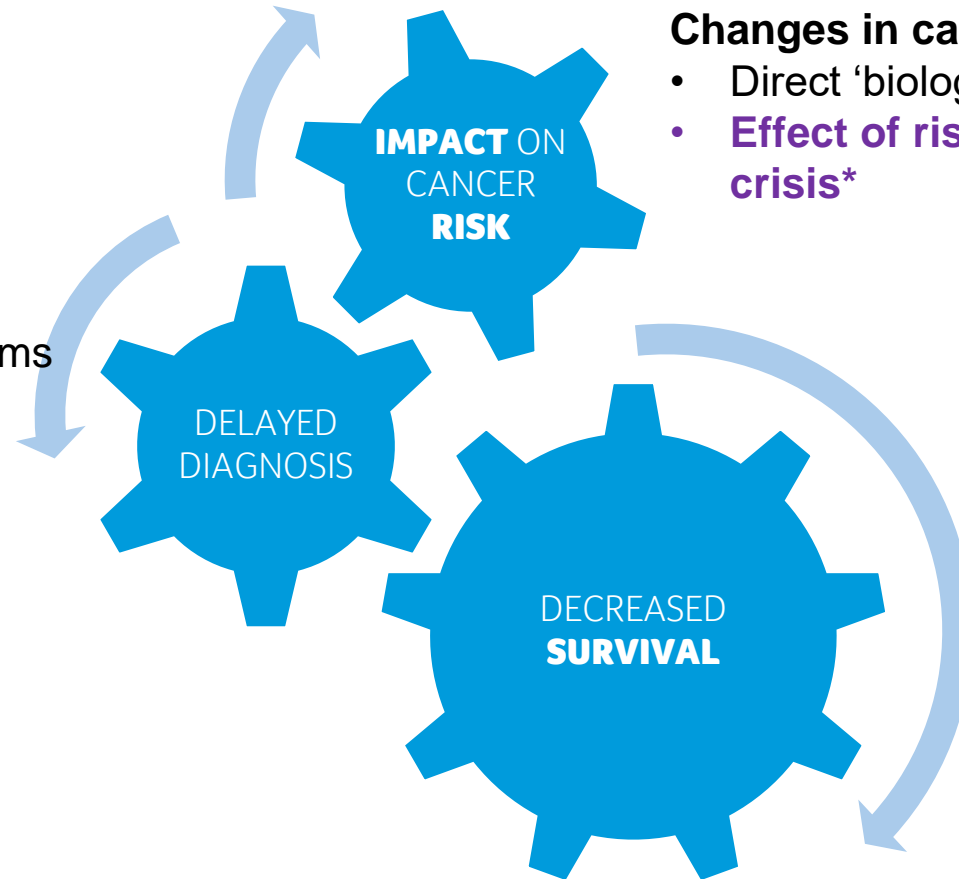 Changes in ca
• Direct ‘biolog
• Effect of ris
crisis*
IMPACT ON
CANCER
RISK
ms
DELAYED
DIAGNOSIS
DECREASED
SURVIVAL